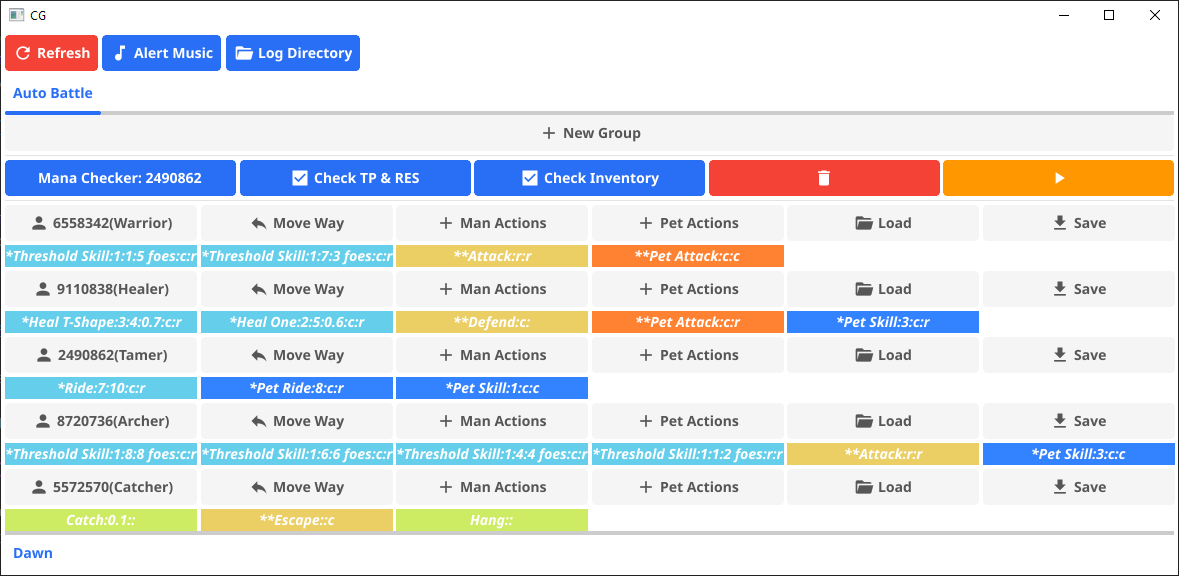 CG
Refresh Alert Music Log Directory
Auto Battle
New Group
Mana Checker: 2490862 Check TP & RES Check Inventory
6558342(Warrior) Move Way Man Actions Pet Actions Load Save
*Threshold Skill:1:1:5 foes:c:r *Threshold Skill:1:7:3 foes:c:r **Attack:r:r **Pet Attack:c:c
9110838(Healer) Move Way Man Actions Pet Actions Load Save
*Heal T-Shape:3:4:0.7:c:r *Heal One:2:5:0.6:c:r **Defend:c: **Pet Attack:c:r *Pet Skill:3:c:r
2490862(Tamer) Move Way Man Actions Pet Actions Load Save
*Ride:7:10:c:r *Pet Ride:8:c:r *Pet Skill:1:c:c
8720736(Archer) Move Way Man Actions Pet Actions Load Save
*Threshold Skill:1:8:8 foes:c:r *Threshold Skill:1:6:6 foes:c:r *Threshold Skill:1:4:4 foes:c:r *Threshold Skill:1:1:2 foes:r:r **Attack:r:r *Pet Skill:3:c:c
5572570(Catcher) Move Way Man Actions Pet Actions Load Save
Catch:0.1:: **Escape::c Hang::
Dawn